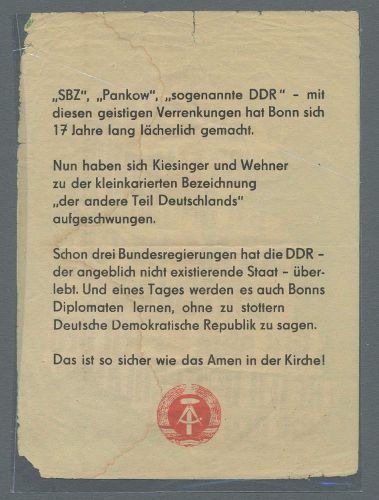 „SBZ", „Pankow", „sogenannte DDR" – mit
diesen geistigen Verrenkungen hat Bonn sich
17 Jahre lang lächerlich gemacht.
Nun haben sich Kiesinger und Wehner
zu der kleinkarierten Bezeichnung
„der andere Teil Deutschlands"
aufgeschwungen.
Schon drei Bundesregierungen hat die DDR –
der angeblich nicht existierende Staat – über-
lebt. Und eines Tages werden es auch Bonns
Diplomaten lernen, ohne zu stottern
Deutsche Demokratische Republik zu sagen.
Das ist so sicher wie das Amen in der Kirche!